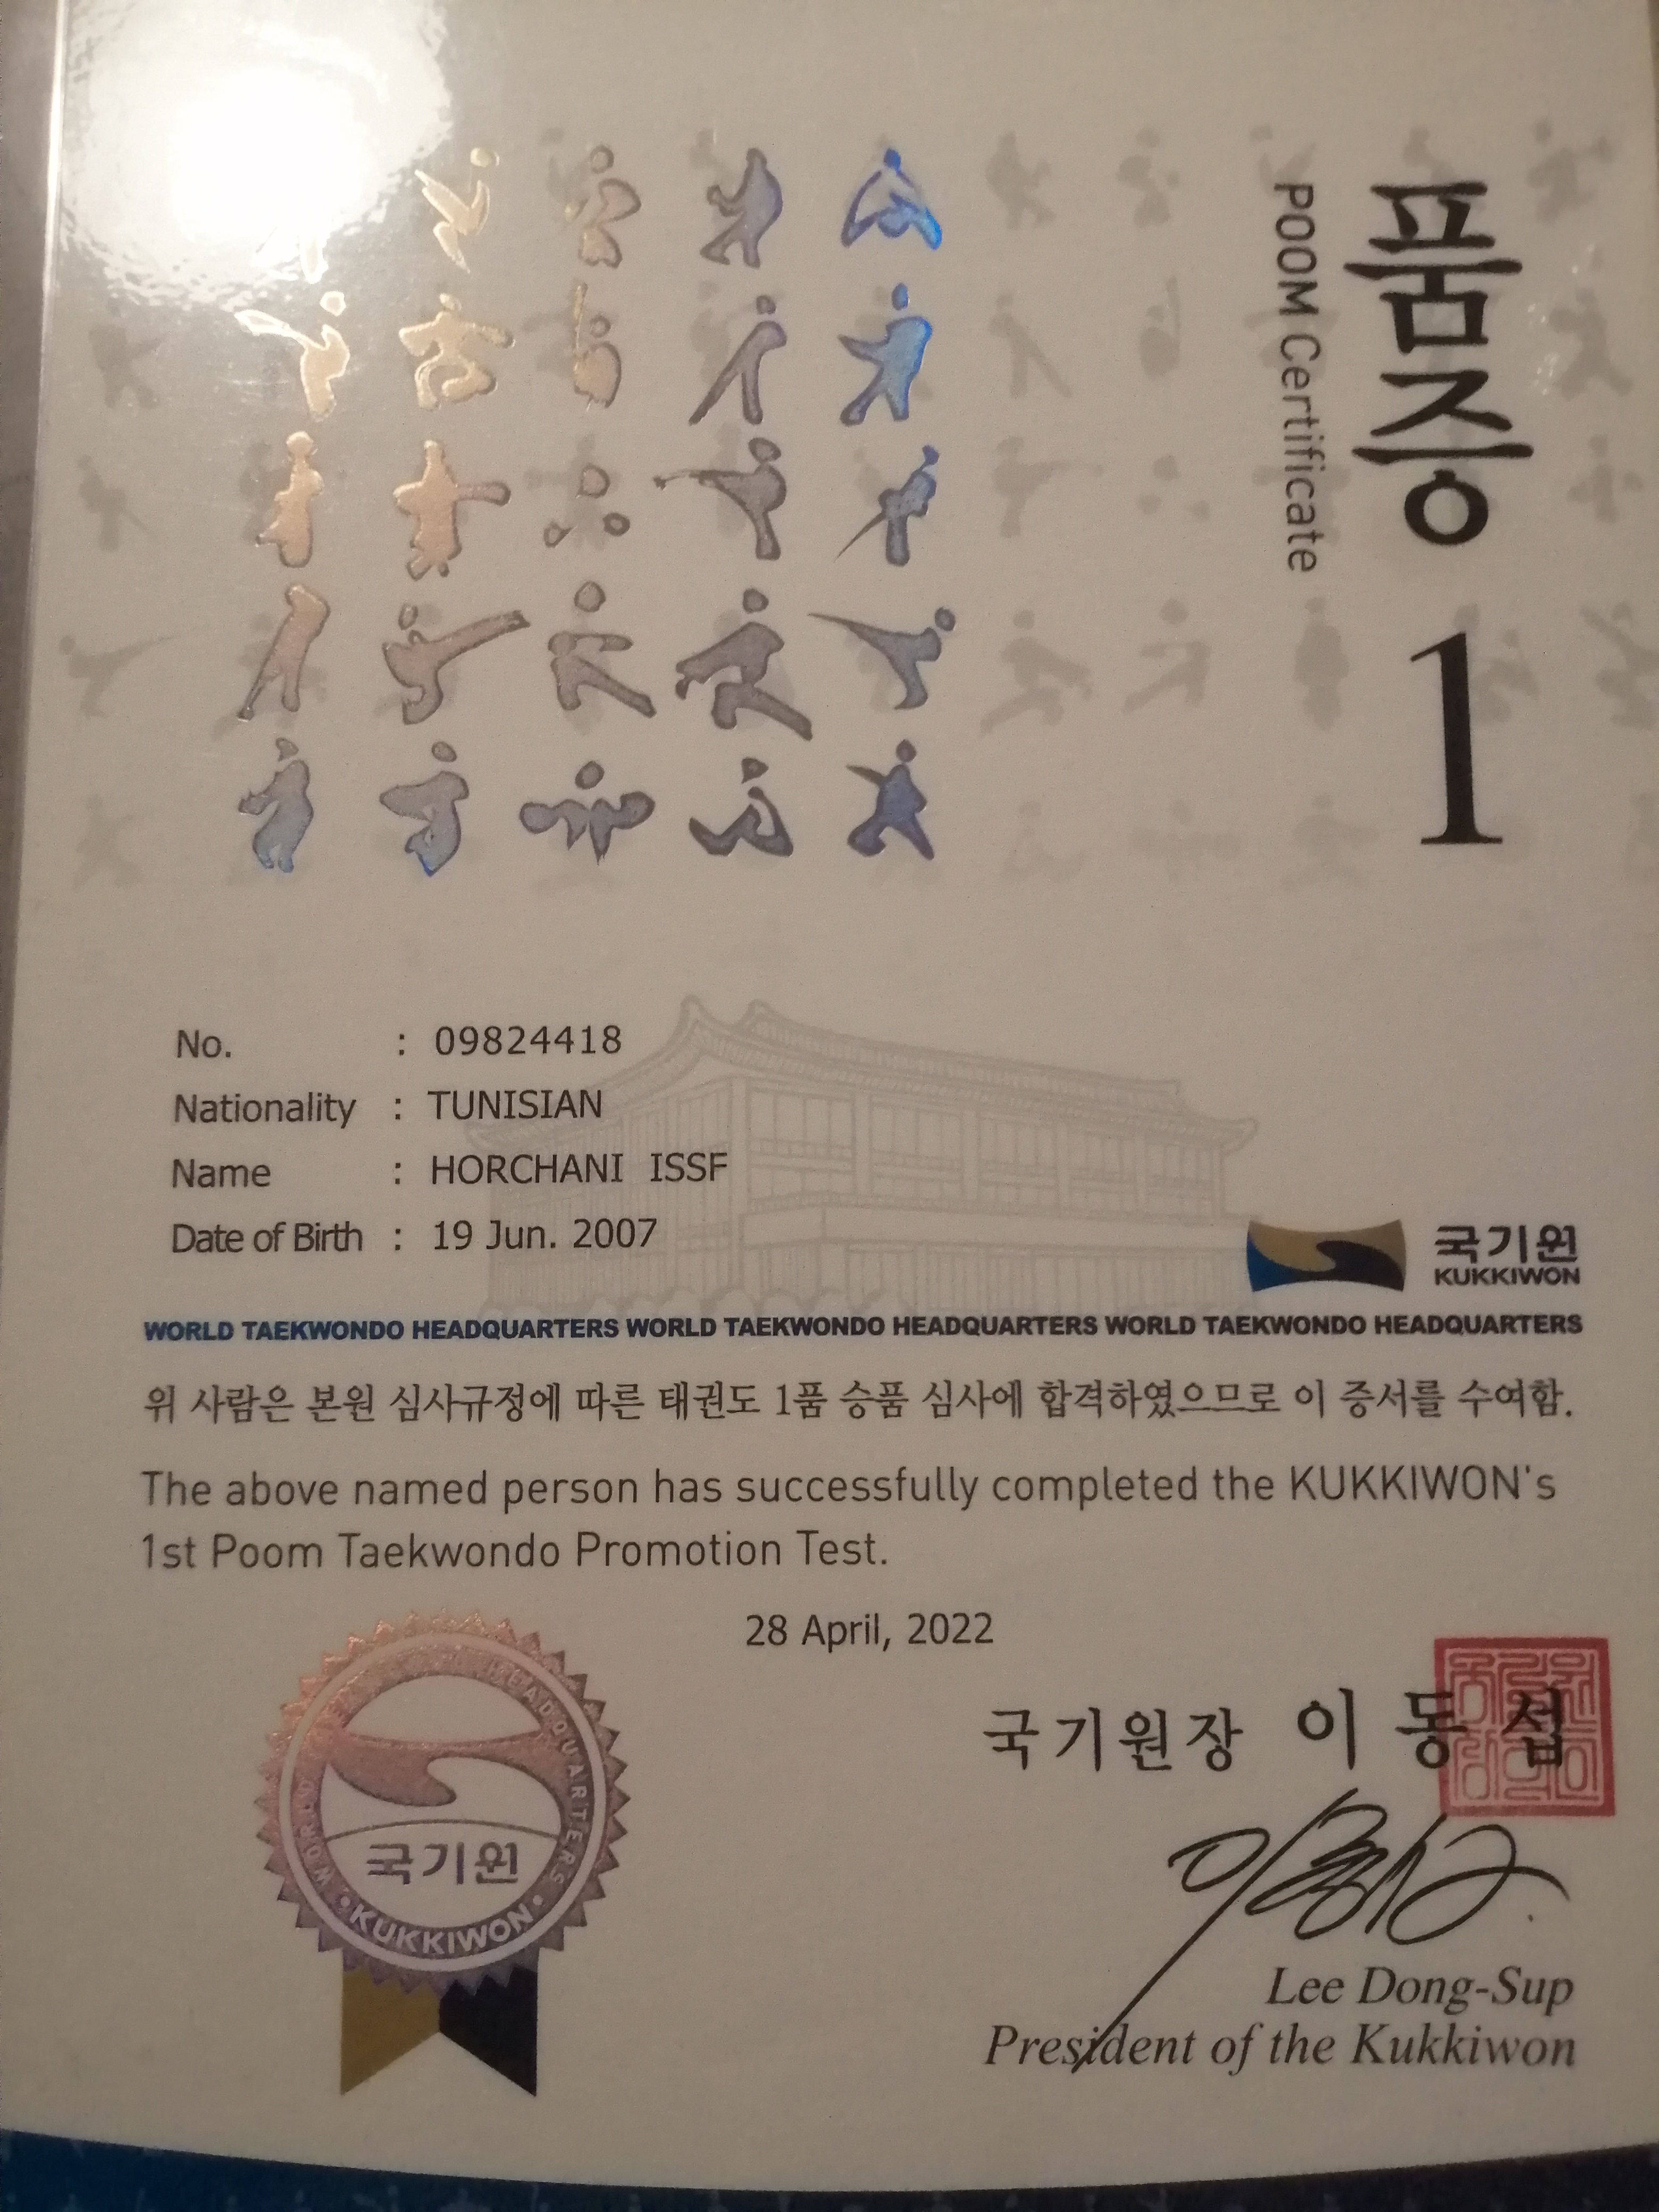 품증 1
POOM Certificate
No. : 09824418
Nationality : TUNISIAN
Name : HORCHANI ISSF
Date of Birth : 19 Jun. 2007
국기원
KUKKIWON
WORLD TAEKWONDO HEADQUARTERS WORLD TAEKWONDO HEADQUARTERS WORLD TAEKWONDO HEADQUARTERS
위 사람은 본원 심사규정에 따른 태권도 1품 승품 심사에 합격하였으므로 이 증서를 수여함.
The above named person has successfully completed the KUKKIWON's
1st Poom Taekwondo Promotion Test.
28 April, 2022
국기원장 이동섭
WORLD HEADQUARTERS
국기원
KUKKIWON
Lee Dong-Sup
President of the Kukkiwon